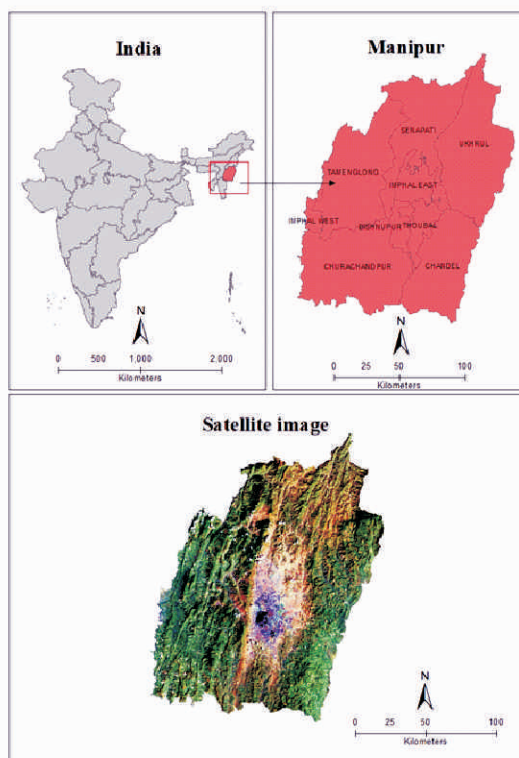 India
N
0 500 1,000 2,000
Kilometers
Manipur
SENAPATI
UKHRUL
TAMENGLONG
IMPHAL EAST
IMPHAL WEST
BISHNUPUR THOUBAL
CHURACHANDPUR
CHANDEL
N
0 25 50 100
Kilometers
Satellite image
N
0 25 50 100
Kilometers